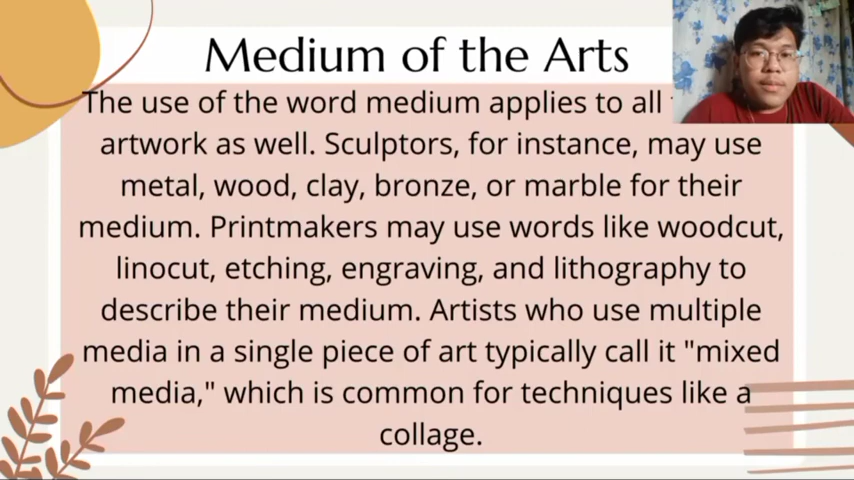 Medium of the Arts
The use of the word medium applies to all
artwork as well. Sculptors, for instance, may use
metal, wood, clay, bronze, or marble for their
medium. Printmakers may use words like woodcut,
linocut, etching, engraving, and lithography to
describe their medium. Artists who use multiple
media in a single piece of art typically call it "mixed
media," which is common for techniques like a
collage.